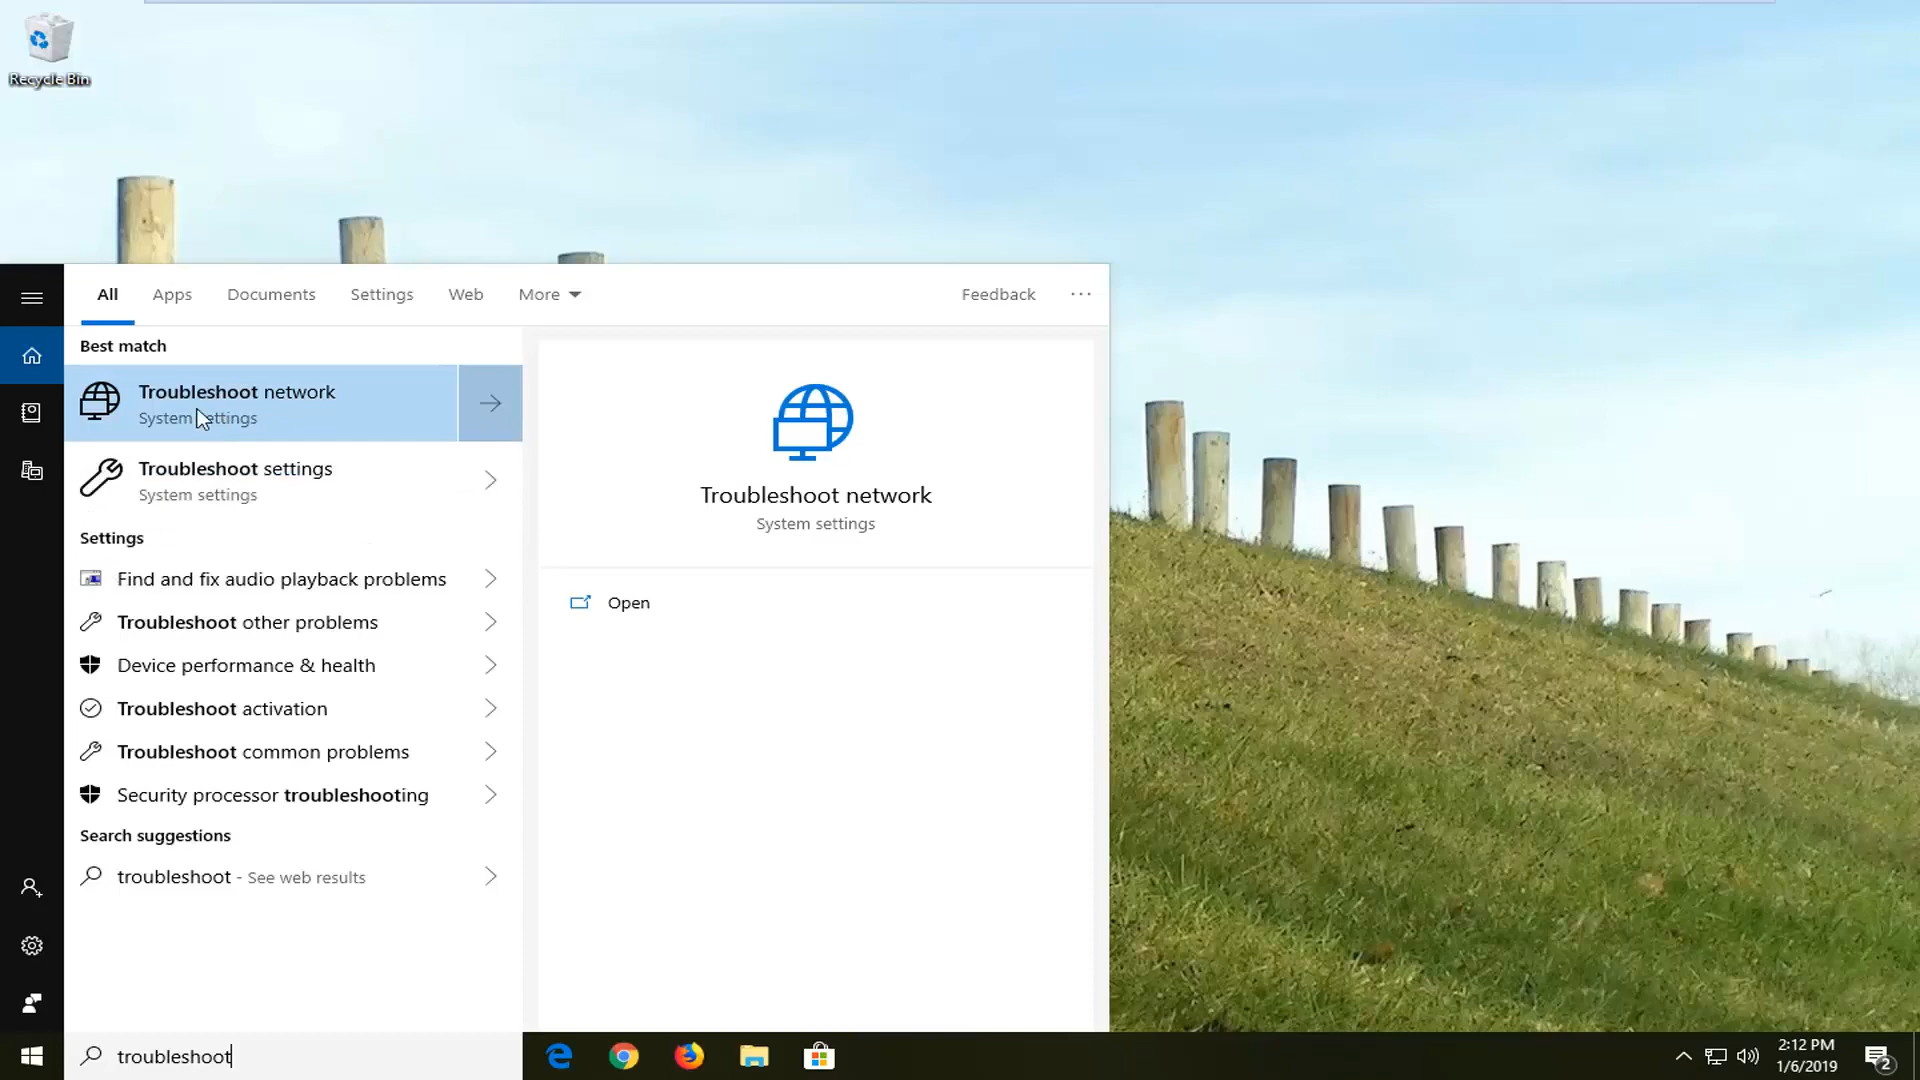 Recycle Bin
All Apps Documents Settings Web More Feedback ...
Best match
Troubleshoot network
System settings
Troubleshoot settings
System settings
Settings
Find and fix audio playback problems
Troubleshoot other problems
Device performance & health
Troubleshoot activation
Troubleshoot common problems
Security processor troubleshooting
Search suggestions
troubleshoot - See web results
Troubleshoot network
System settings
Open
troubleshoot
2:12 PM
1/6/2019
2